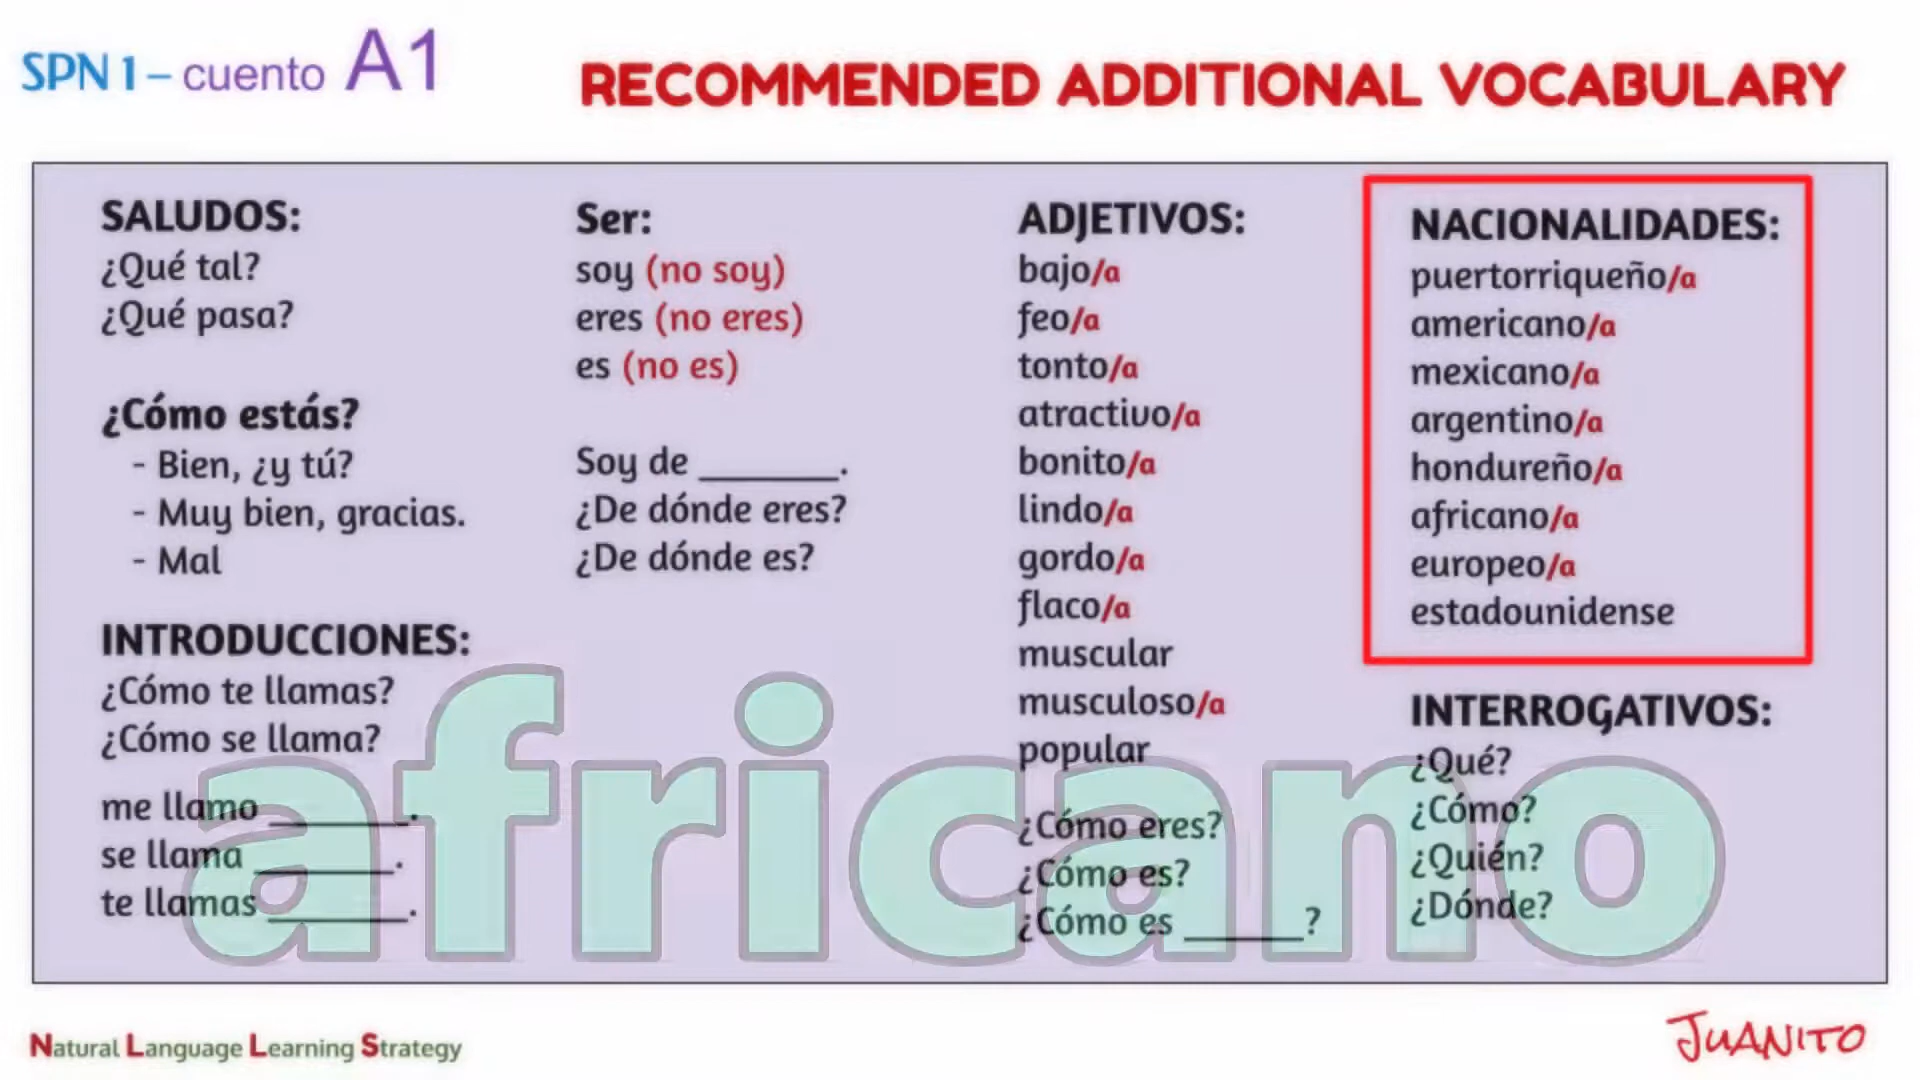 SPN 1 – cuento A1
RECOMMENDED ADDITIONAL VOCABULARY
SALUDOS:
¿Qué tal?
¿Qué pasa?
¿Cómo estás?
- Bien, ¿y tú?
- Muy bien, gracias.
- Mal
INTRODUCCIONES:
¿Cómo te llamas?
¿Cómo se llama?
me llamo ______.
se llama ______.
te llamas ______.
Ser:
soy (no soy)
eres (no eres)
es (no es)
Soy de ______.
¿De dónde eres?
¿De dónde es?
ADJETIVOS:
bajo/a
feo/a
tonto/a
atractivo/a
bonito/a
lindo/a
gordo/a
flaco/a
muscular
musculoso/a
popular
¿Cómo eres?
¿Cómo es?
¿Cómo es _____?
NACIONALIDADES:
puertorriqueño/a
americano/a
mexicano/a
argentino/a
hondureño/a
africano/a
europeo/a
estadounidense
INTERROGATIVOS:
¿Qué?
¿Cómo?
¿Quién?
¿Dónde?
africano
Natural Language Learning Strategy
JUANITO